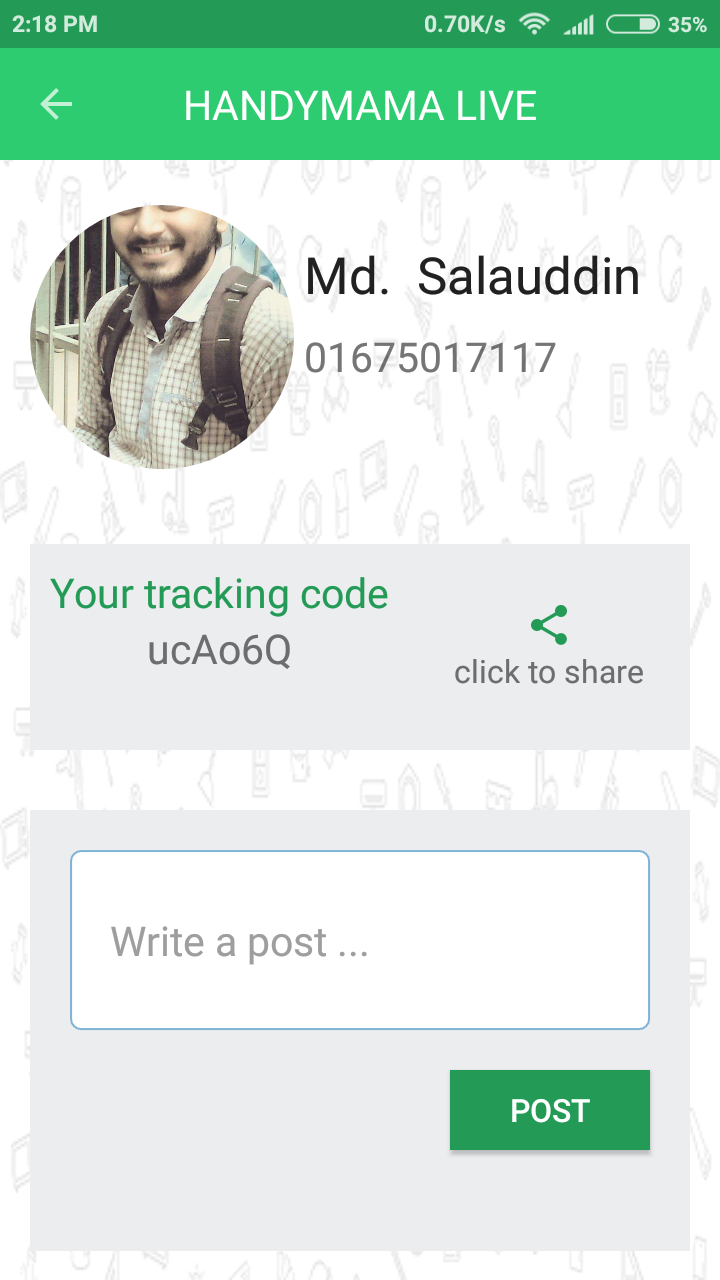 2:18 PM 0.70K/s 35%
HANDYMAMA LIVE
Md. Salauddin
01675017117
Your tracking code
ucAo6Q
click to share
Write a post ...
POST